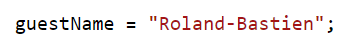 guestName = "Roland-Bastien";